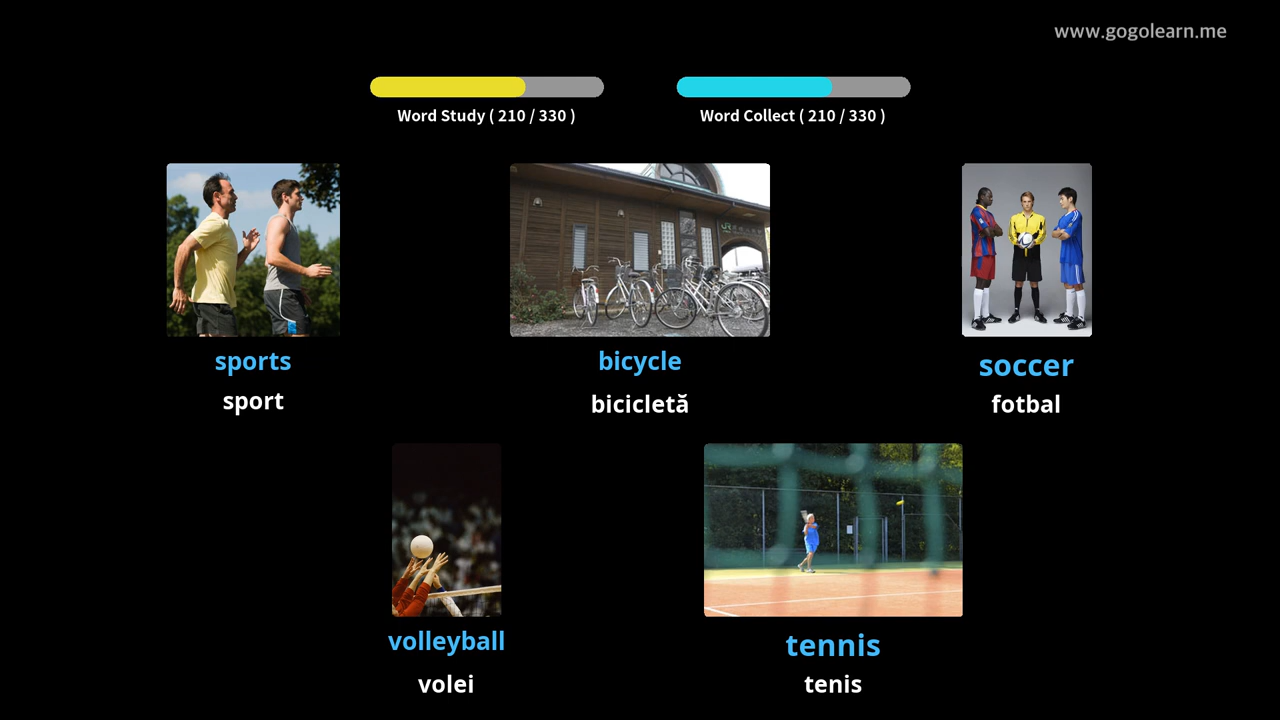 www.gogolearn.me
Word Study ( 210 / 330 )
Word Collect ( 210 / 330 )
sports
sport
bicycle
bicicletă
soccer
fotbal
volleyball
volei
tennis
tenis